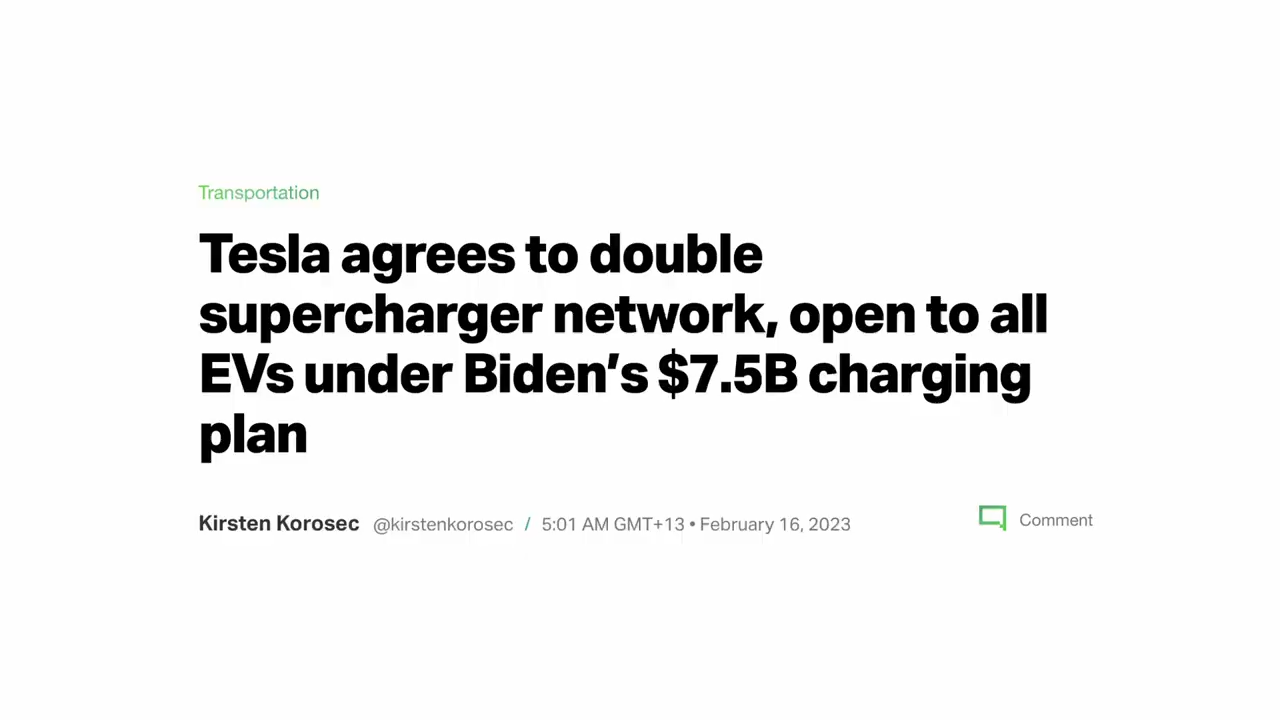 Transportation
Tesla agrees to double
supercharger network, open to all
EVs under Biden’s $7.5B charging
plan
Kirsten Korosec @kirstenkorosec / 5:01 AM GMT+13 • February 16, 2023 Comment